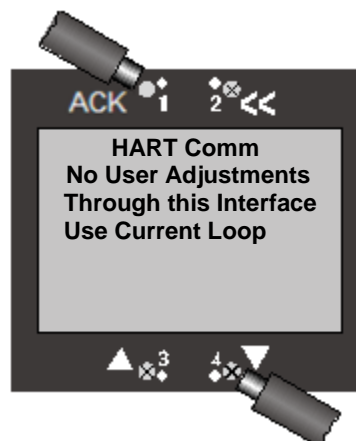 ACK 1 2 <<
HART Comm
No User Adjustments
Through this Interface
Use Current Loop
3 4